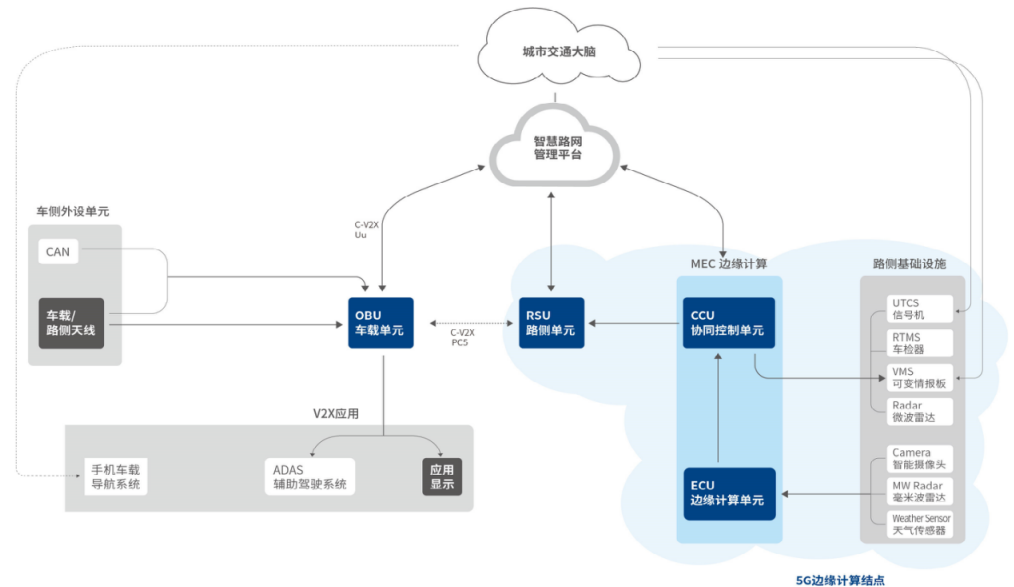 城市交通大脑
智慧路网
管理平台
车侧外设单元
CAN
车载/
路侧天线
C-V2X
Uu
OBU
车载单元
C-V2X
PC5
RSU
路侧单元
MEC 边缘计算
CCU
协同控制单元
ECU
边缘计算单元
路侧基础设施
UTCS
信号机
RTMS
车检器
VMS
可变情报板
Radar
微波雷达
Camera
智能摄像头
MW Radar
毫米波雷达
Weather Sensor
天气传感器
V2X应用
手机车载
导航系统
ADAS
辅助驾驶系统
应用
显示
5G边缘计算结点